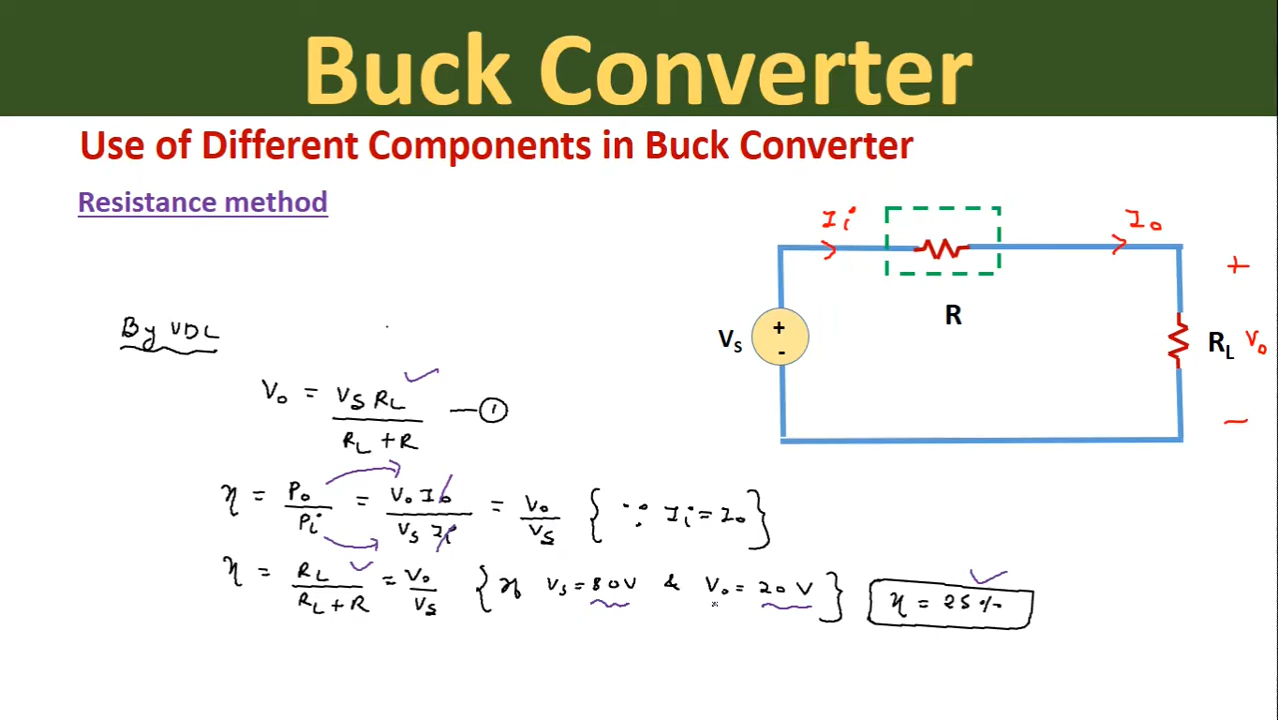 Buck Converter
Use of Different Components in Buck Converter
Resistance method
Ii
Io
R
+
+
-
Vs
RL
Vo
-
By VDL
Vo = Vs RL / (RL + R) — ①
η = Po / Pi = Vo Io / Vs Ii = Vo / Vs { ∵ Ii = Io }
η = RL / (RL + R) = Vo / Vs { Vs = 80V & Vo = 20 V } η = 25 %